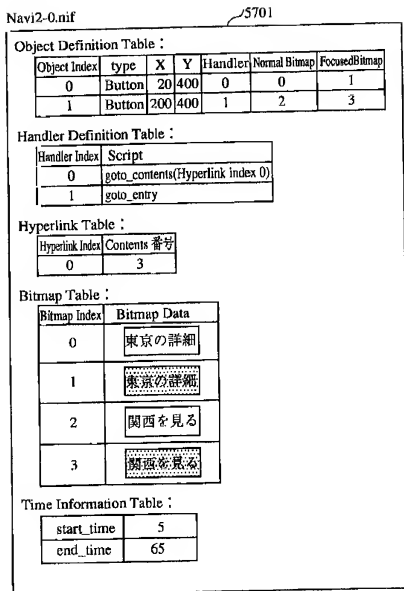 Navi2-0.nif
5701
Object Definition Table :
Object Index type X Y Handler Normal Bitmap FocusedBitmap
0 Button 20 400 0 0 1
1 Button 200 400 1 2 3
Handler Definition Table :
Handler Index Script
0 goto_contents(Hyperlink index 0)
1 goto_entry
Hyperlink Table :
Hyperlink Index Contents 番号
0 3
Bitmap Table :
Bitmap Index Bitmap Data
0 東京の詳細
1 東京の詳細
2 関西を見る
3 関西を見る
Time Information Table :
start_time 5
end_time 65